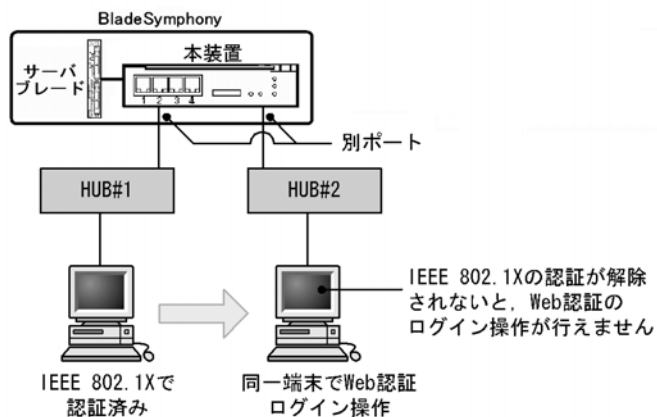 BladeSymphony
本装置
サーバ
ブレード
1 2 3 4
別ポート
HUB#1
HUB#2
IEEE 802.1Xの認証が解除
されないと，Web認証の
ログイン操作が行えません
IEEE 802.1Xで
認証済み
同一端末でWeb認証
ログイン操作